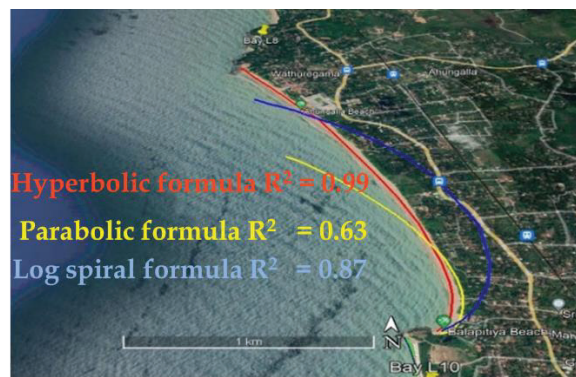 Bay L8
Wathuregama
Ahungalla
Hyperbolic formula R² = 0.99
Parabolic formula R² = 0.63
Log spiral formula R² = 0.87
Balapitiya Beach
1 km
N
Bay L10